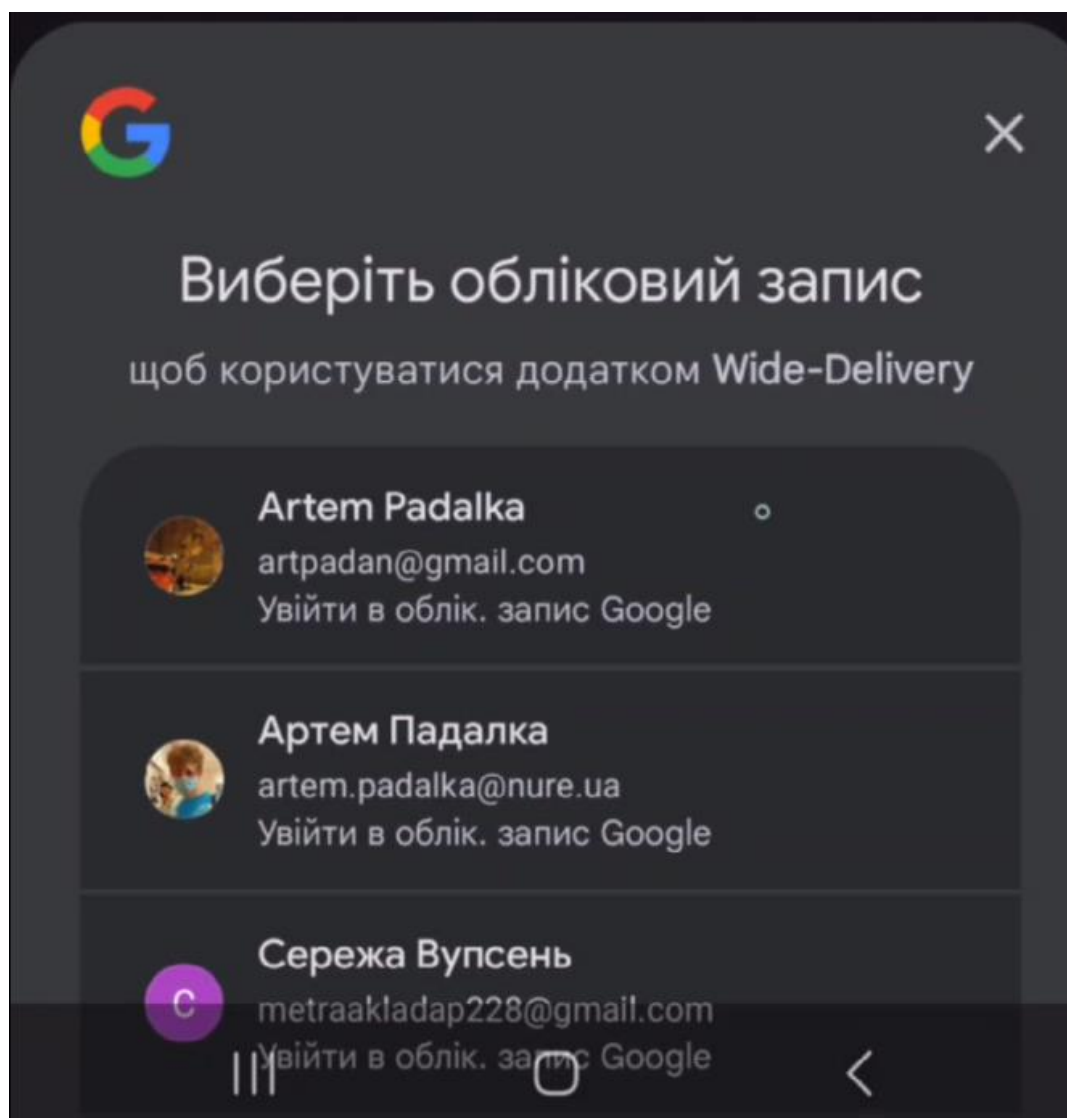 Виберіть обліковий запис
щоб користуватися додатком Wide-Delivery
Artem Padalka
artpadan@gmail.com
Увійти в облік. запис Google
Артем Падалка
artem.padalka@nure.ua
Увійти в облік. запис Google
Сережа Вупсень
С
metraakladap228@gmail.com
Увійти в облік. запис Google